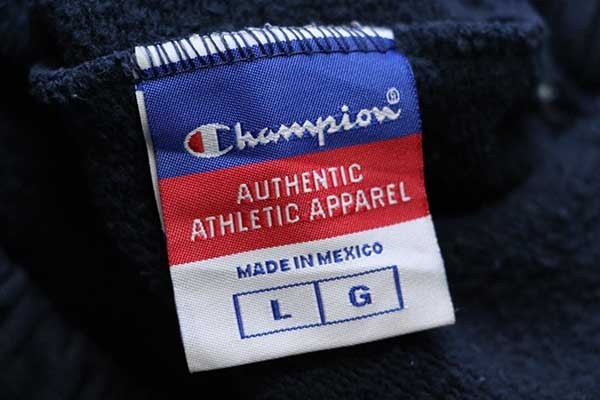 Champion®
AUTHENTIC
ATHLETIC APPAREL
MADE IN MEXICO
L G